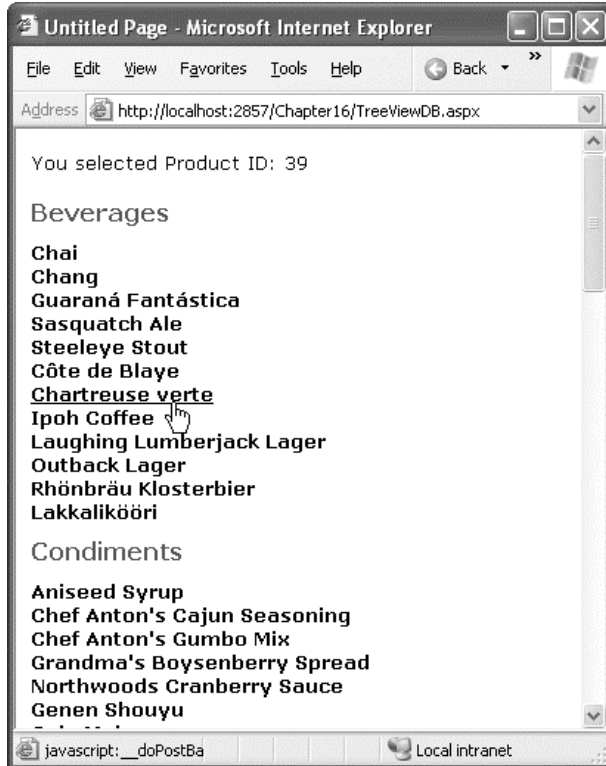 Untitled Page - Microsoft Internet Explorer
File Edit View Favorites Tools Help Back »
Address http://localhost:2857/Chapter16/TreeViewDB.aspx
You selected Product ID: 39
Beverages
Chai
Chang
Guaraná Fantástica
Sasquatch Ale
Steeleye Stout
Côte de Blaye
Chartreuse verte
Ipoh Coffee
Laughing Lumberjack Lager
Outback Lager
Rhönbräu Klosterbier
Lakkalikööri
Condiments
Aniseed Syrup
Chef Anton's Cajun Seasoning
Chef Anton's Gumbo Mix
Grandma's Boysenberry Spread
Northwoods Cranberry Sauce
Genen Shouyu
javascript:__doPostBa Local intranet